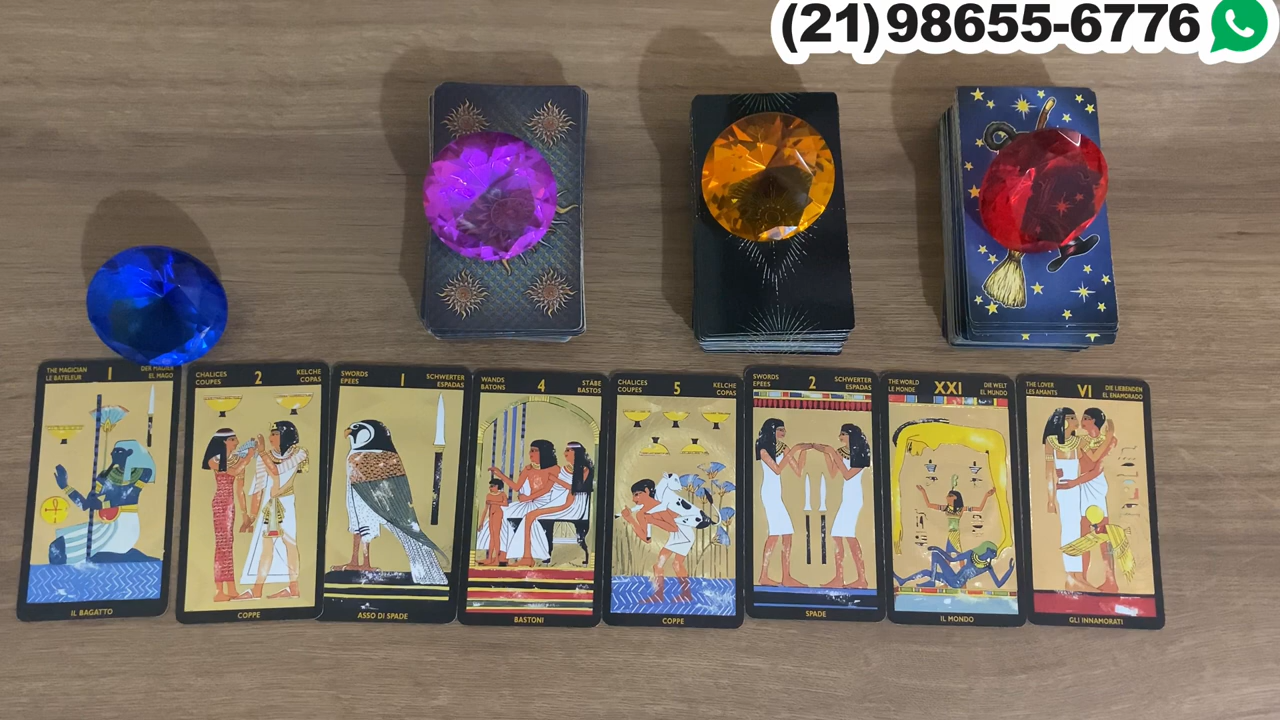 (21)98655-6776
THE MAGICIAN
LE BATELEUR
1
DER MAGIER
EL MAGO
IL BAGATTO
CHALICES
COUPES
2
KELCHE
COPAS
COPPE
SWORDS
EPEES
1
SCHWERTER
ESPADAS
ASSO DI SPADE
WANDS
BATONS
4
STÄBE
BASTOS
BASTONI
CHALICES
COUPES
5
KELCHE
COPAS
COPPE
SWORDS
EPEES
2
SCHWERTER
ESPADAS
SPADE
THE WORLD
LE MONDE
XXI
DIE WELT
EL MUNDO
IL MONDO
THE LOVER
LES AMANTS
VI
DIE LIEBENDEN
EL ENAMORADO
GLI INNAMORATI